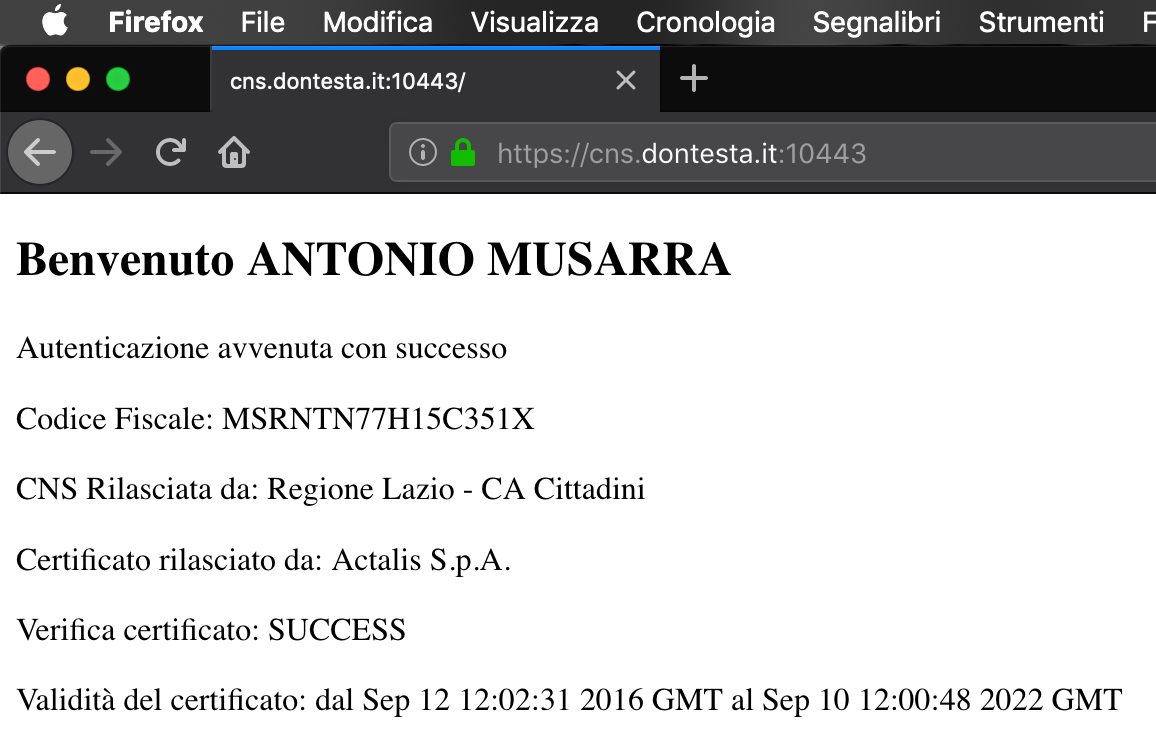 Firefox File Modifica Visualizza Cronologia Segnalibri Strumenti F
cns.dontesta.it:10443/
https://cns.dontesta.it:10443
Benvenuto ANTONIO MUSARRA
Autenticazione avvenuta con successo
Codice Fiscale: MSRNTN77H15C351X
CNS Rilasciata da: Regione Lazio - CA Cittadini
Certificato rilasciato da: Actalis S.p.A.
Verifica certificato: SUCCESS
Validità del certificato: dal Sep 12 12:02:31 2016 GMT al Sep 10 12:00:48 2022 GMT